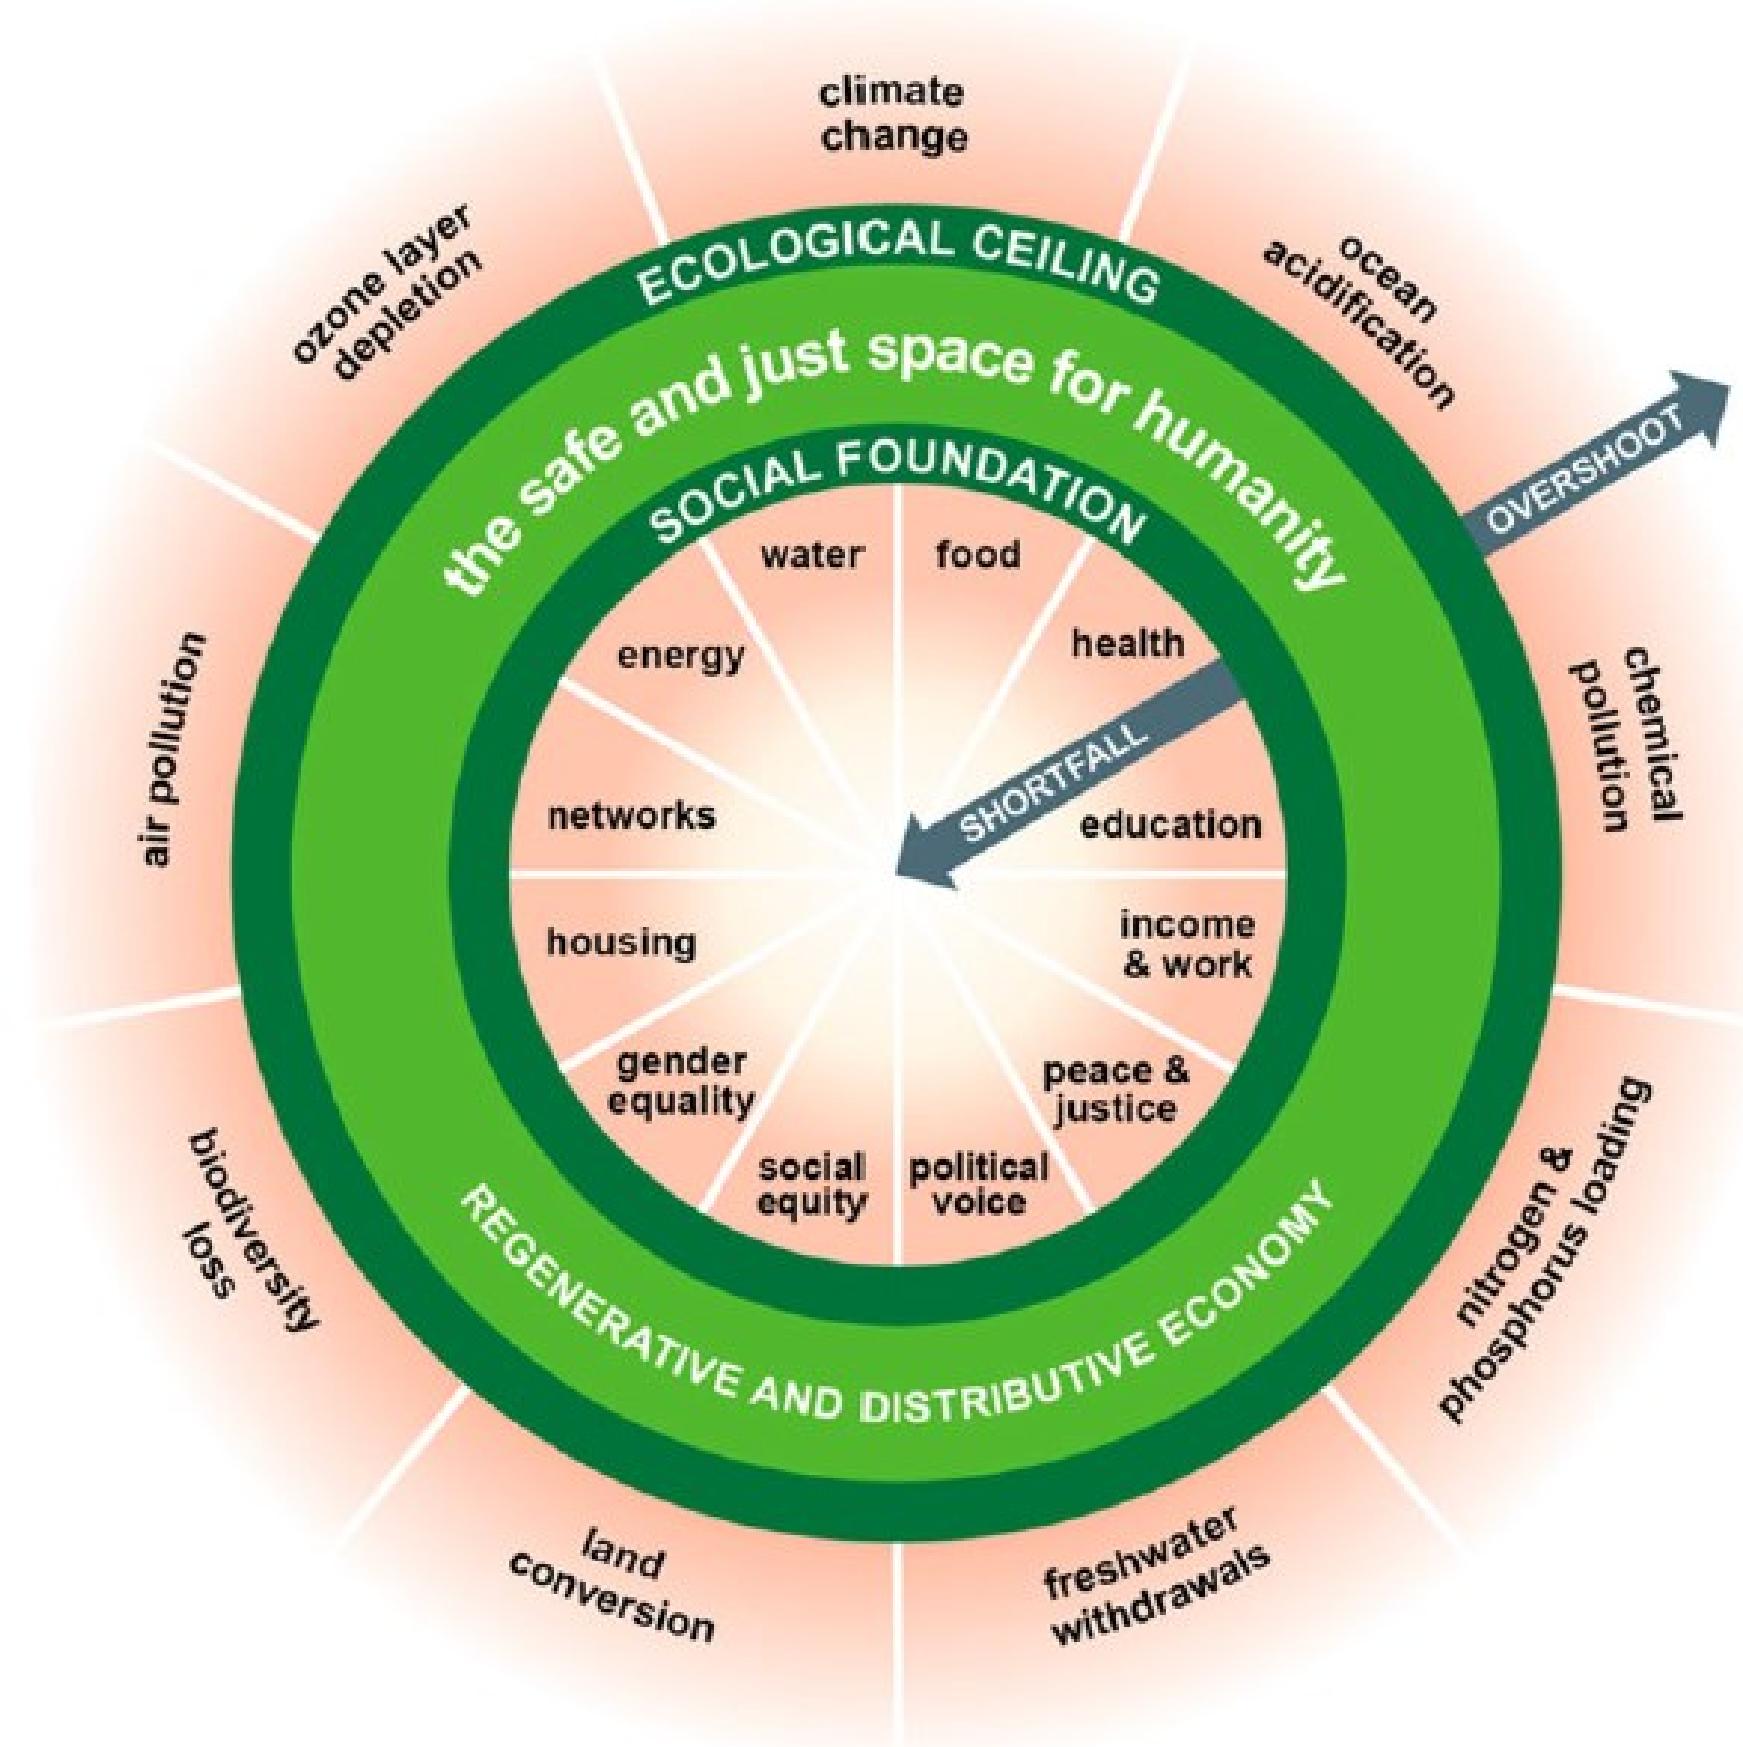 climate
change
ocean
acidification
chemical
pollution
nitrogen &
phosphorus loading
freshwater
withdrawals
land
conversion
biodiversity
loss
air pollution
ozone layer
depletion
OVERSHOOT
ECOLOGICAL CEILING
the safe and just space for humanity
SOCIAL FOUNDATION
water
food
health
SHORTFALL
education
income
& work
peace &
justice
political
voice
social
equity
gender
equality
housing
networks
energy
REGENERATIVE AND DISTRIBUTIVE ECONOMY